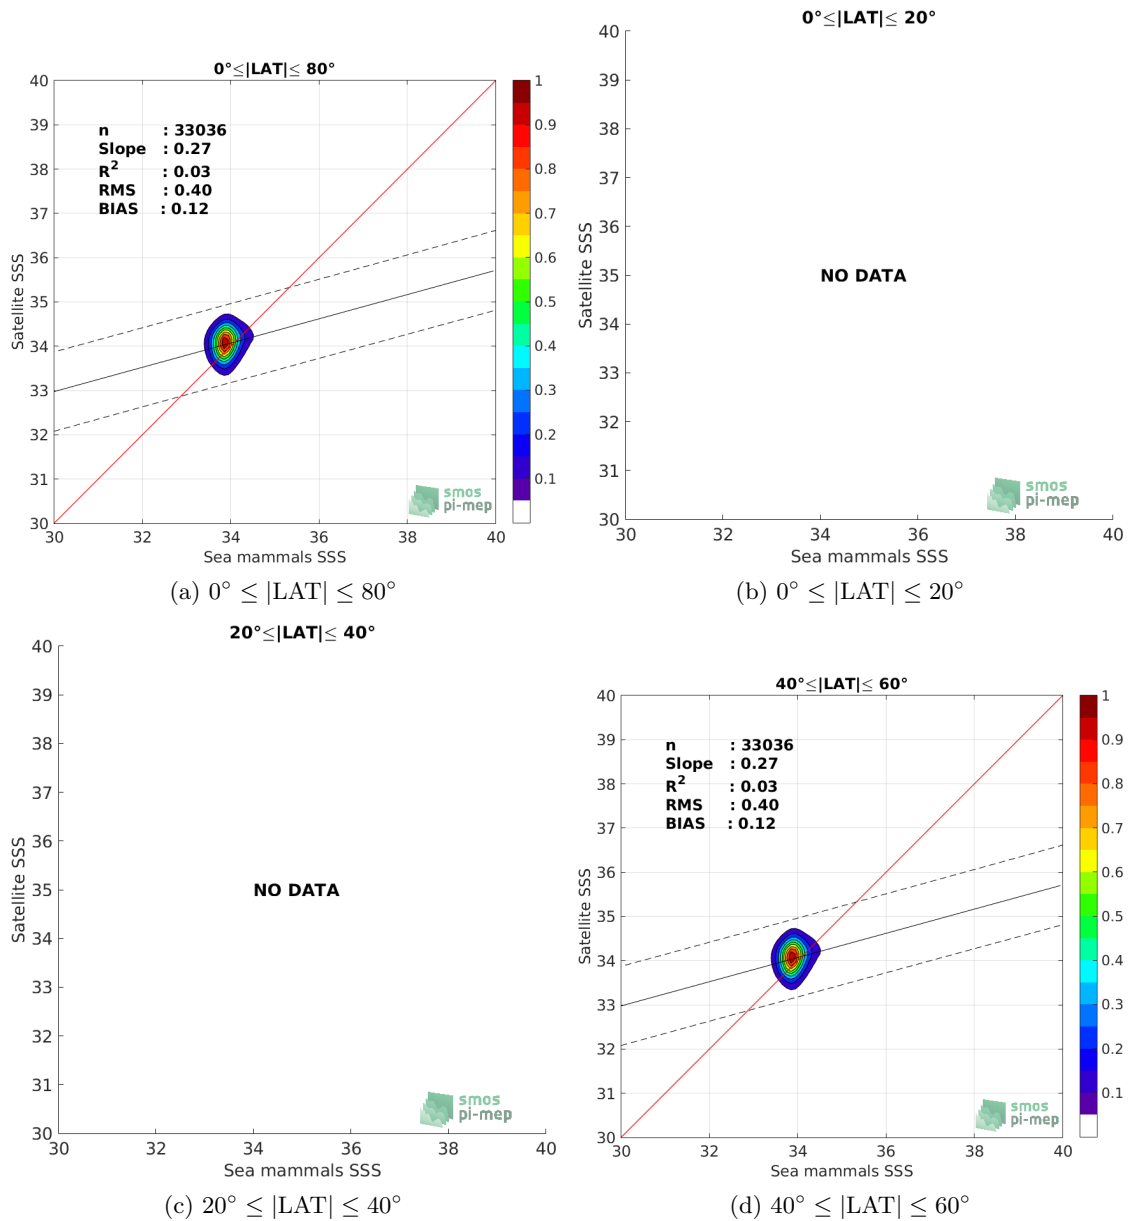 0°≤|LAT|≤ 80°
40
39
38
37
36
35
34
33
32
31
30
Satellite SSS
n : 33036
Slope : 0.27
R² : 0.03
RMS : 0.40
BIAS : 0.12
smos
pi-mep
30 32 34 36 38 40
Sea mammals SSS
1
0.9
0.8
0.7
0.6
0.5
0.4
0.3
0.2
0.1
(a) 0° ≤ |LAT| ≤ 80°
0°≤|LAT|≤ 20°
40
39
38
37
36
35
34
33
32
31
30
Satellite SSS
NO DATA
smos
pi-mep
30 32 34 36 38 40
Sea mammals SSS
(b) 0° ≤ |LAT| ≤ 20°
20°≤|LAT|≤ 40°
40
39
38
37
36
35
34
33
32
31
30
Satellite SSS
NO DATA
smos
pi-mep
30 32 34 36 38 40
Sea mammals SSS
(c) 20° ≤ |LAT| ≤ 40°
40°≤|LAT|≤ 60°
40
39
38
37
36
35
34
33
32
31
30
Satellite SSS
n : 33036
Slope : 0.27
R² : 0.03
RMS : 0.40
BIAS : 0.12
smos
pi-mep
30 32 34 36 38 40
Sea mammals SSS
1
0.9
0.8
0.7
0.6
0.5
0.4
0.3
0.2
0.1
(d) 40° ≤ |LAT| ≤ 60°